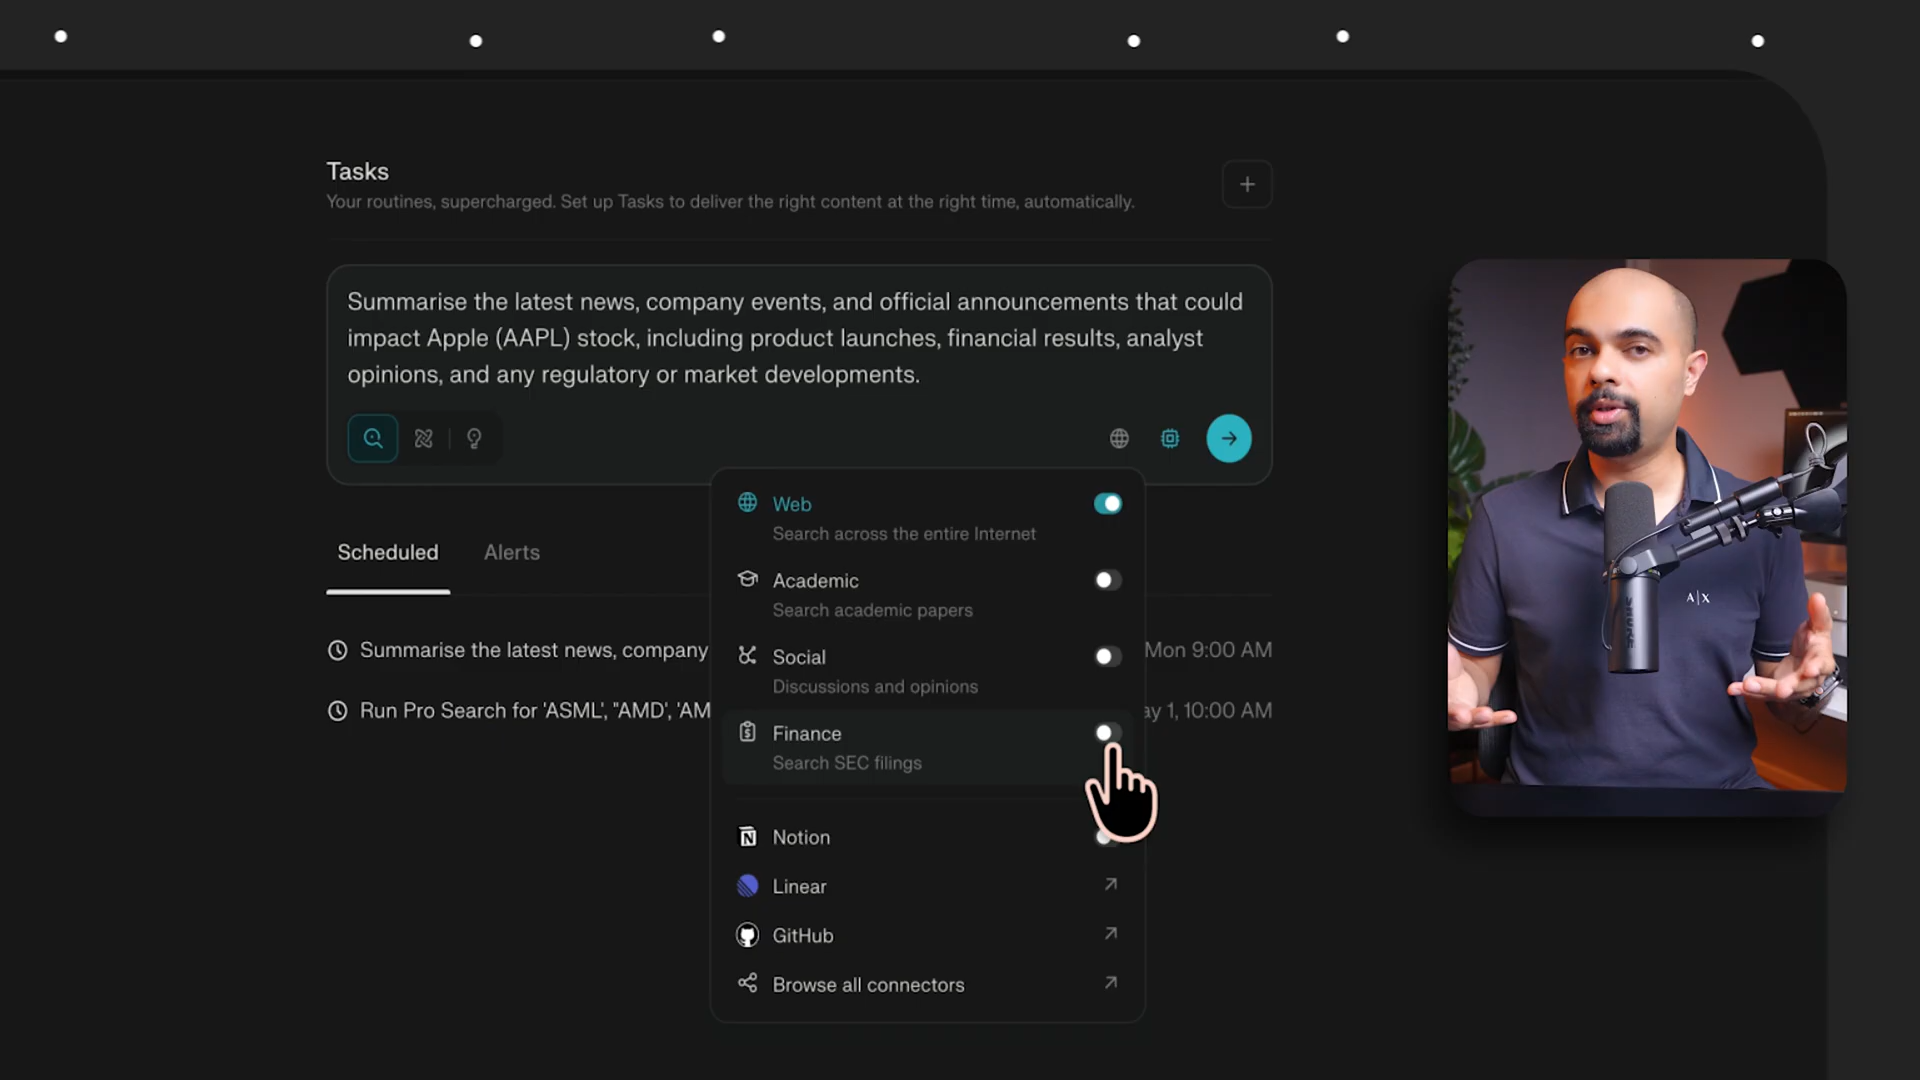 Tasks
Your routines, supercharged. Set up Tasks to deliver the right content at the right time, automatically.
Summarise the latest news, company events, and official announcements that could
impact Apple (AAPL) stock, including product launches, financial results, analyst
opinions, and any regulatory or market developments.
Web
Search across the entire Internet
Scheduled Alerts
Academic
Search academic papers
Summarise the latest news, company
Mon 9:00 AM
Social
Discussions and opinions
Run Pro Search for 'ASML', "AMD', 'AM
ay 1, 10:00 AM
Finance
Search SEC filings
Notion
Linear
GitHub
Browse all connectors
A|X
SHURE